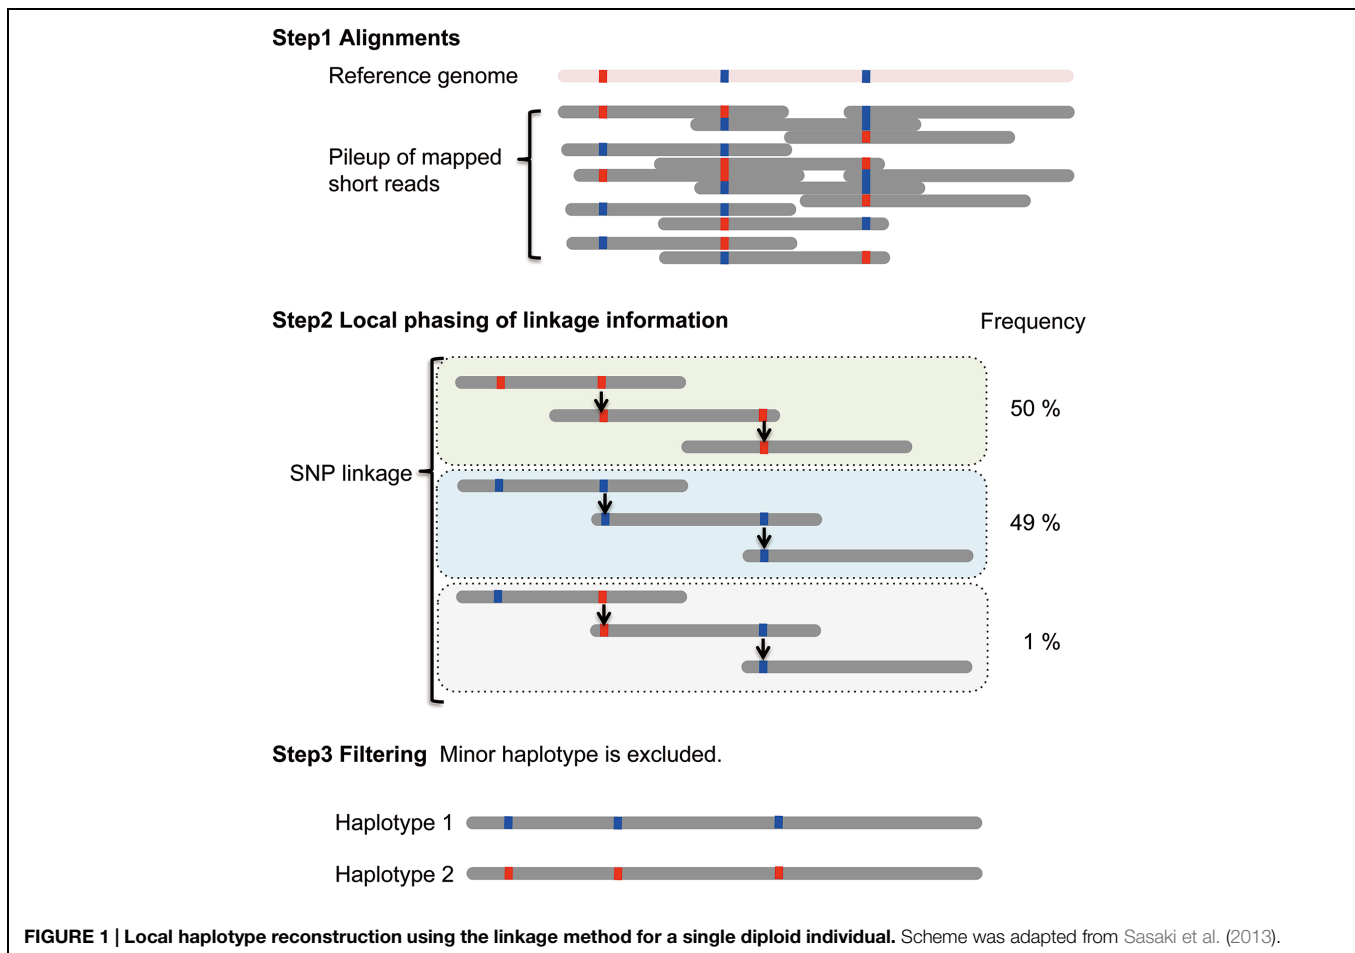 Step1 Alignments
Reference genome
Pileup of mapped
short reads
Step2 Local phasing of linkage information
Frequency
50 %
SNP linkage
49 %
1 %
Step3 Filtering Minor haplotype is excluded.
Haplotype 1
Haplotype 2
FIGURE 1 | Local haplotype reconstruction using the linkage method for a single diploid individual. Scheme was adapted from Sasaki et al. (2013).